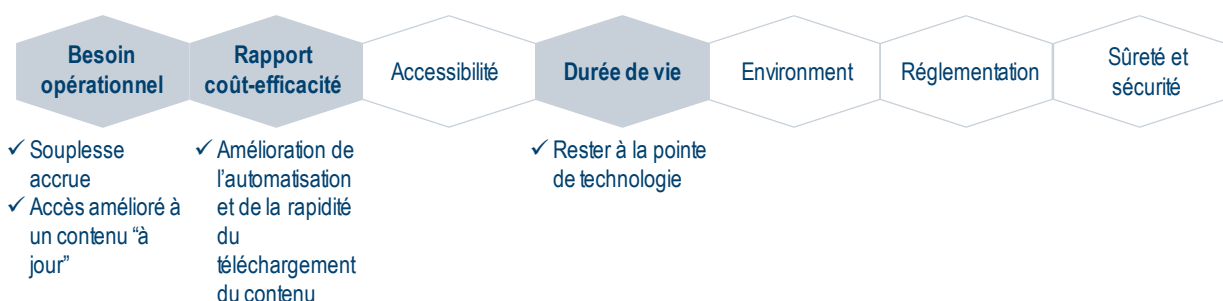 Besoin
opérationnel
Rapport
coût-efficacité
Accessibilité
Durée de vie
Environment
Réglementation
Sûreté et
sécurité
✓ Souplesse
accrue
✓ Accès amélioré à
un contenu “à
jour”
✓ Amélioration de
l’automatisation
et de la rapidité
du
téléchargement
du contenu
✓ Rester à la pointe
de technologie